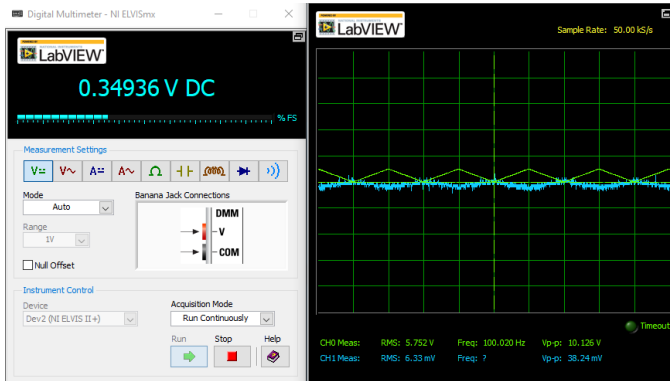 Digital Multimeter - NI ELVISmx
LabVIEW
0.34936 V DC
% FS
Measurement Settings
V= V~ A= A~ Ω
Mode
Auto
Banana Jack Connections
DMM
V
COM
Range
1V
Null Offset
Instrument Control
Device
Dev2 (NI ELVIS II+)
Acquisition Mode
Run Continuously
Run Stop Help
LabVIEW
Sample Rate: 50.00 kS/s
Timeout
CH0 Meas: RMS: 5.752 V Freq: 100.020 Hz Vp-p: 10.126 V
CH1 Meas: RMS: 6.33 mV Freq: ? Vp-p: 38.24 mV